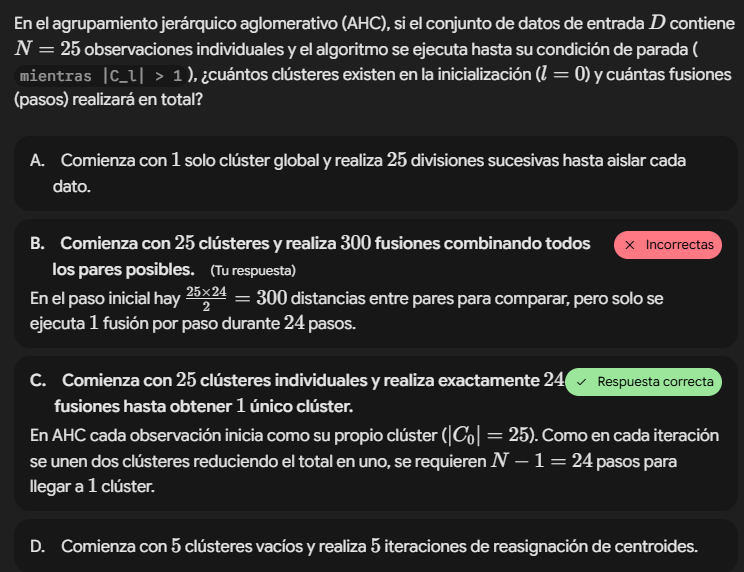 En el agrupamiento jerárquico aglomerativo (AHC), si el conjunto de datos de entrada D contiene
N = 25 observaciones individuales y el algoritmo se ejecuta hasta su condición de parada (
mientras |C_l| > 1 ), ¿cuántos clústeres existen en la inicialización (l = 0) y cuántas fusiones
(pasos) realizará en total?
A. Comienza con 1 solo clúster global y realiza 25 divisiones sucesivas hasta aislar cada
dato.
B. Comienza con 25 clústeres y realiza 300 fusiones combinando todos
× Incorrectas
los pares posibles. (Tu respuesta)
En el paso inicial hay \frac{25×24}{2} = 300 distancias entre pares para comparar, pero solo se
ejecuta 1 fusión por paso durante 24 pasos.
C. Comienza con 25 clústeres individuales y realiza exactamente 24
✓ Respuesta correcta
fusiones hasta obtener 1 único clúster.
En AHC cada observación inicia como su propio clúster (|C₀| = 25). Como en cada iteración
se unen dos clústeres reduciendo el total en uno, se requieren N − 1 = 24 pasos para
llegar a 1 clúster.
D. Comienza con 5 clústeres vacíos y realiza 5 iteraciones de reasignación de centroides.